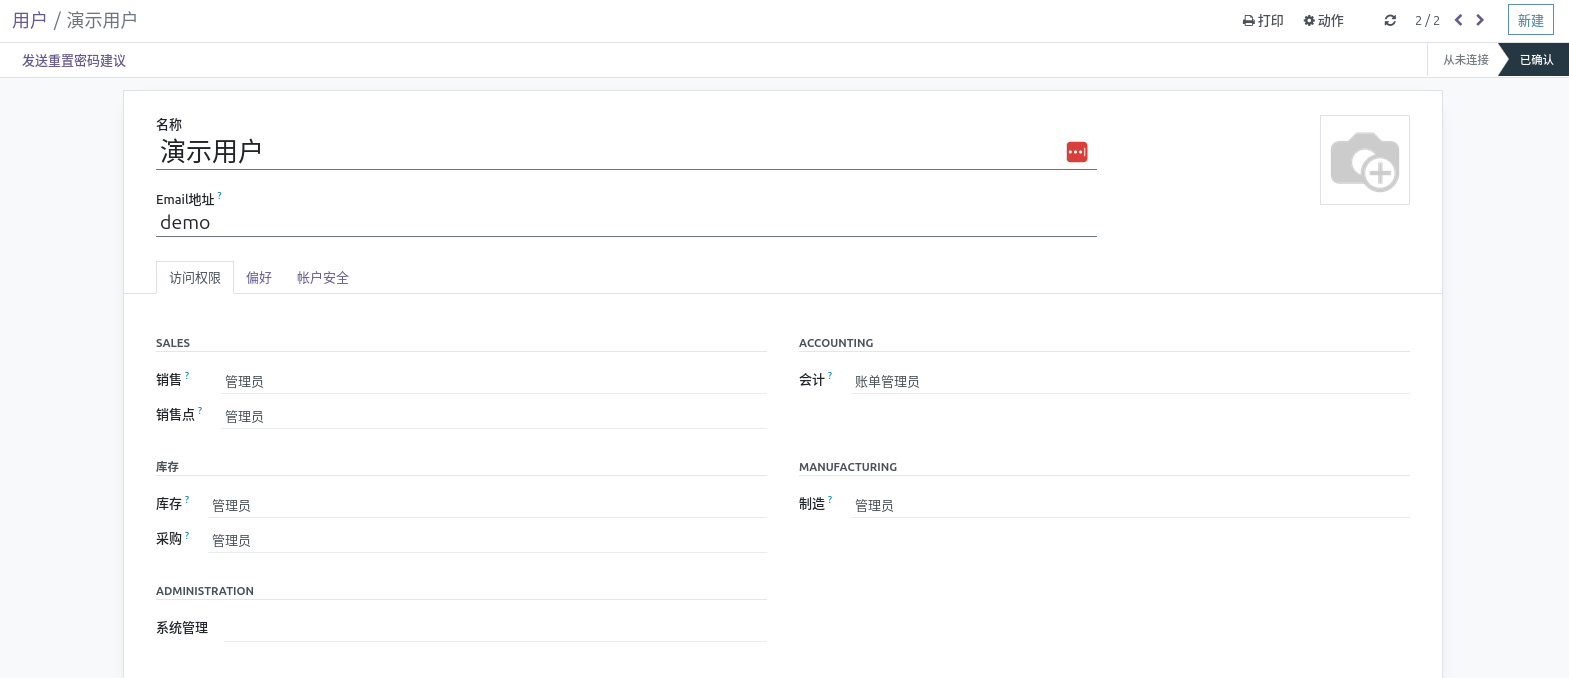 用户 / 演示用户
打印 动作 2 / 2 新建
发送重置密码建议
从未连接 已确认
名称
演示用户
Email地址 ?
demo
访问权限 偏好 帐户安全
SALES
销售 ? 管理员
销售点 ? 管理员
ACCOUNTING
会计 ? 账单管理员
库存
库存 ? 管理员
采购 ? 管理员
MANUFACTURING
制造 ? 管理员
ADMINISTRATION
系统管理